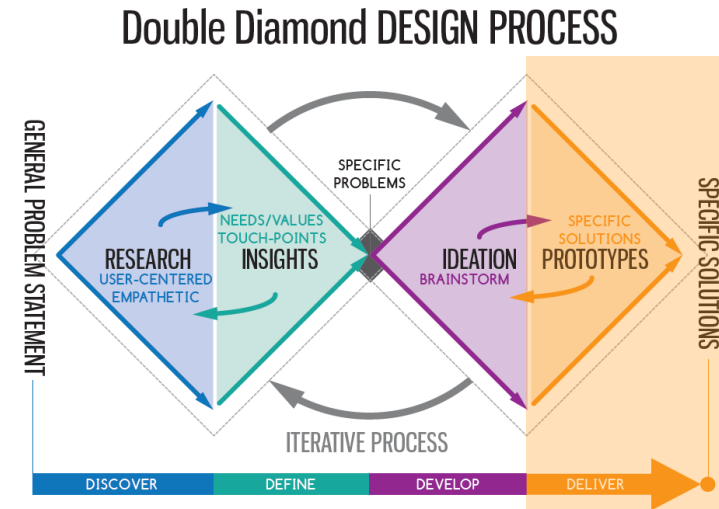 Double Diamond DESIGN PROCESS
GENERAL PROBLEM STATEMENT
SPECIFIC
PROBLEMS
RESEARCH
USER-CENTERED
EMPATHETIC
NEEDS/VALUES
TOUCH-POINTS
INSIGHTS
IDEATION
BRAINSTORM
SPECIFIC
SOLUTIONS
PROTOTYPES
SPECIFIC SOLUTIONS
ITERATIVE PROCESS
DISCOVER
DEFINE
DEVELOP
DELIVER